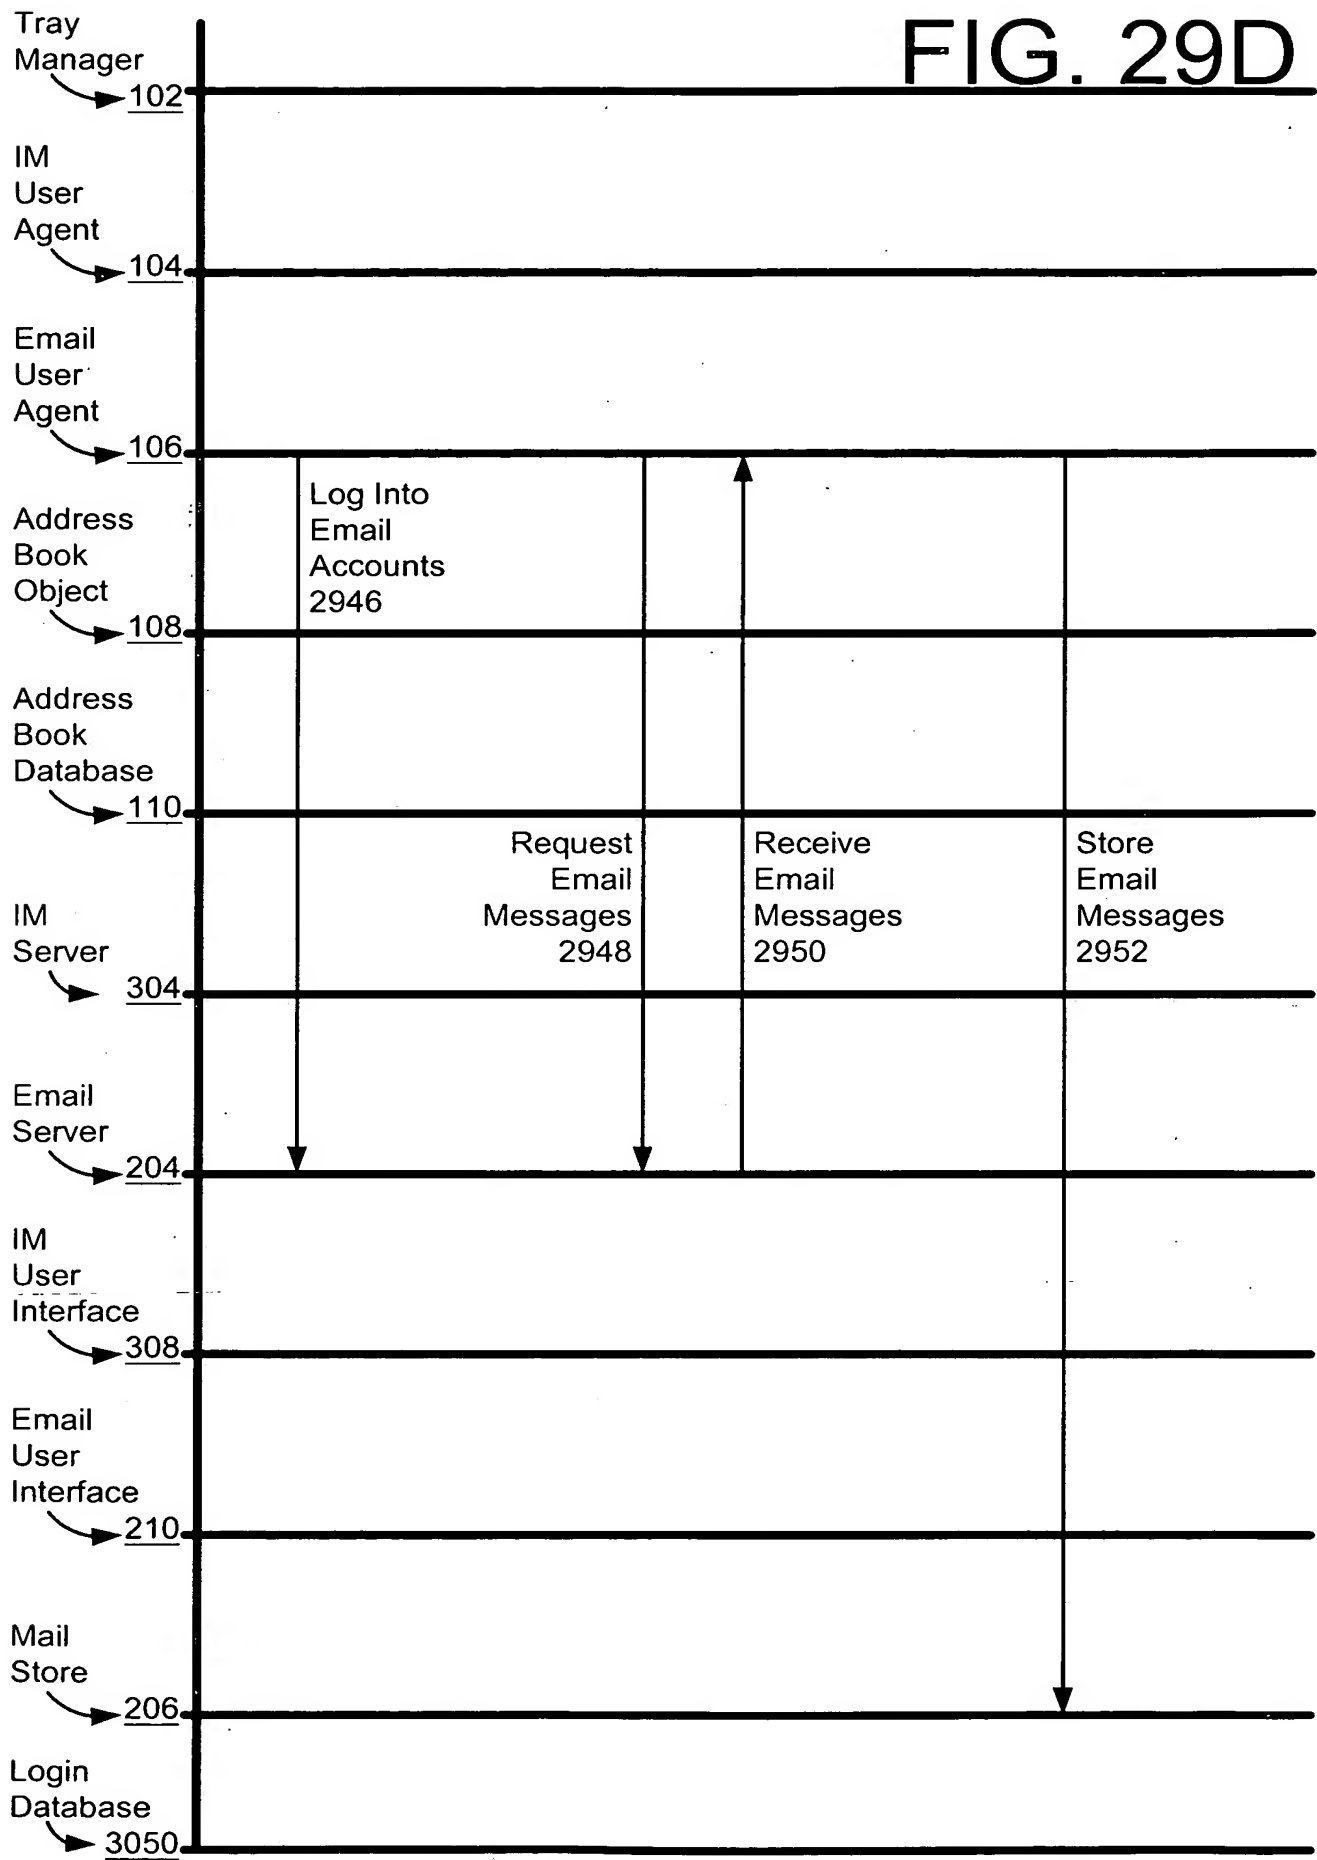 FIG. 29D
Tray
Manager
102
IM
User
Agent
104
Email
User
Agent
106
Log Into
Email
Accounts
2946
Address
Book
Object
108
Address
Book
Database
110
Request
Email
Messages
2948
Receive
Email
Messages
2950
Store
Email
Messages
2952
IM
Server
304
Email
Server
204
IM
User
Interface
308
Email
User
Interface
210
Mail
Store
206
Login
Database
3050